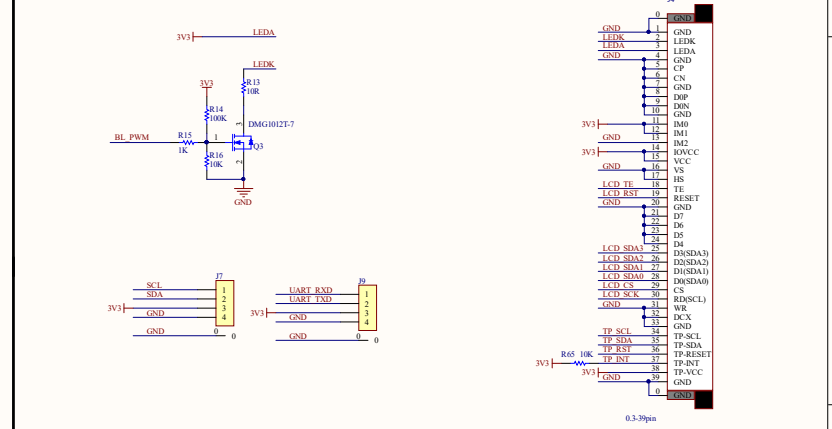 LEDA
3V3
LEDK
3V3
R13
10R
R14
100K
3
DMG1012T-7
BL_PWM
R15
1K
1
Q3
R16
10K
2
GND
J7
SCL 1
SDA 2
3V3 3
GND 4
GND 0 0
J9
UART_RXD 1
UART_TXD 2
3V3 3
GND 4
GND 0 0
0 GND
GND 1 GND
LEDK 2 LEDK
LEDA 3 LEDA
GND 4 GND
5 CP
6 CN
7 GND
8 D0P
9 D0N
10 GND
3V3 11 IM0
12 IM1
GND 13 IM2
3V3 14 IOVCC
15 VCC
GND 16 VS
17 HS
LCD_TE 18 TE
LCD_RST 19 RESET
GND 20 GND
21 D7
22 D6
23 D5
24 D4
LCD_SDA3 25 D3(SDA3)
LCD_SDA2 26 D2(SDA2)
LCD_SDA1 27 D1(SDA1)
LCD_SDA0 28 D0(SDA0)
LCD_CS 29 CS
LCD_SCK 30 RD(SCL)
GND 31 WR
32 DCX
33 GND
TP_SCL 34 TP-SCL
TP_SDA 35 TP-SDA
TP_RST 36 TP-RESET
3V3 R65 10K TP_INT 37 TP-INT
3V3 38 TP-VCC
GND 39 GND
0 GND
0.3-39pin